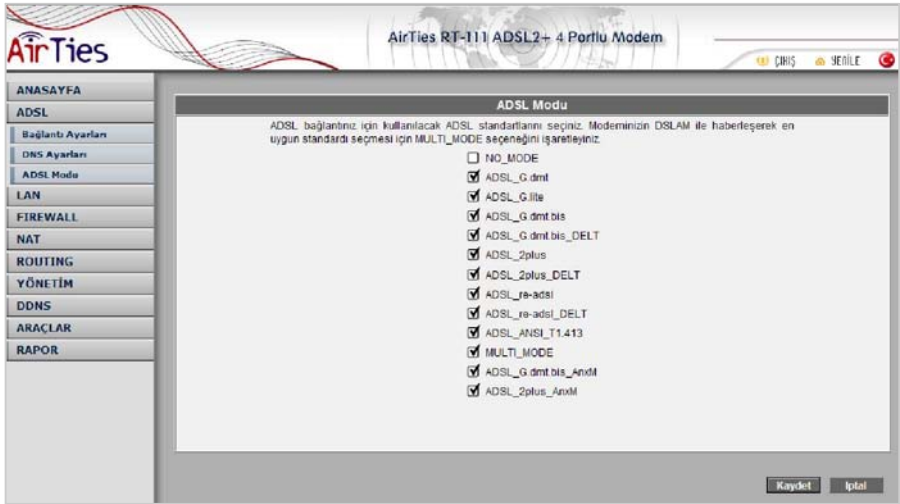 AirTies
AirTies RT-111 ADSL2+ 4 Portlu Modem
ÇIKIŞ
YENİLE
ANASAYFA
ADSL
Bağlantı Ayarları
DNS Ayarları
ADSL Modu
LAN
FIREWALL
NAT
ROUTING
YÖNETİM
DDNS
ARAÇLAR
RAPOR
ADSL Modu
ADSL bağlantınız için kullanılacak ADSL standartlarını seçiniz. Modeminizin DSLAM ile haberleşerek en
uygun standardı seçmesi için MULTI_MODE seçeneğini işaretleyiniz.
NO_MODE
ADSL_G.dmt
ADSL_G.lite
ADSL_G.dmt.bis
ADSL_G.dmt.bis_DELT
ADSL_2plus
ADSL_2plus_DELT
ADSL_re-adsl
ADSL_re-adsl_DELT
ADSL_ANSI_T1.413
MULTI_MODE
ADSL_G.dmt.bis_AnxM
ADSL_2plus_AnxM
Kaydet
Iptal